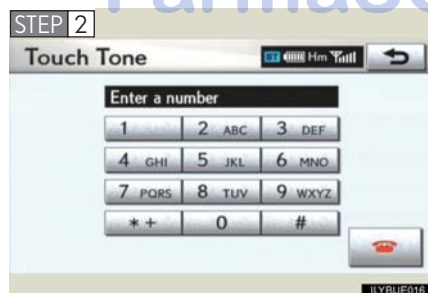 STEP 2
Touch Tone BT Hm
Enter a number
1 2 ABC 3 DEF
4 GHI 5 JKL 6 MNO
7 PQRS 8 TUV 9 WXYZ
* + 0 #
ILYBUE016